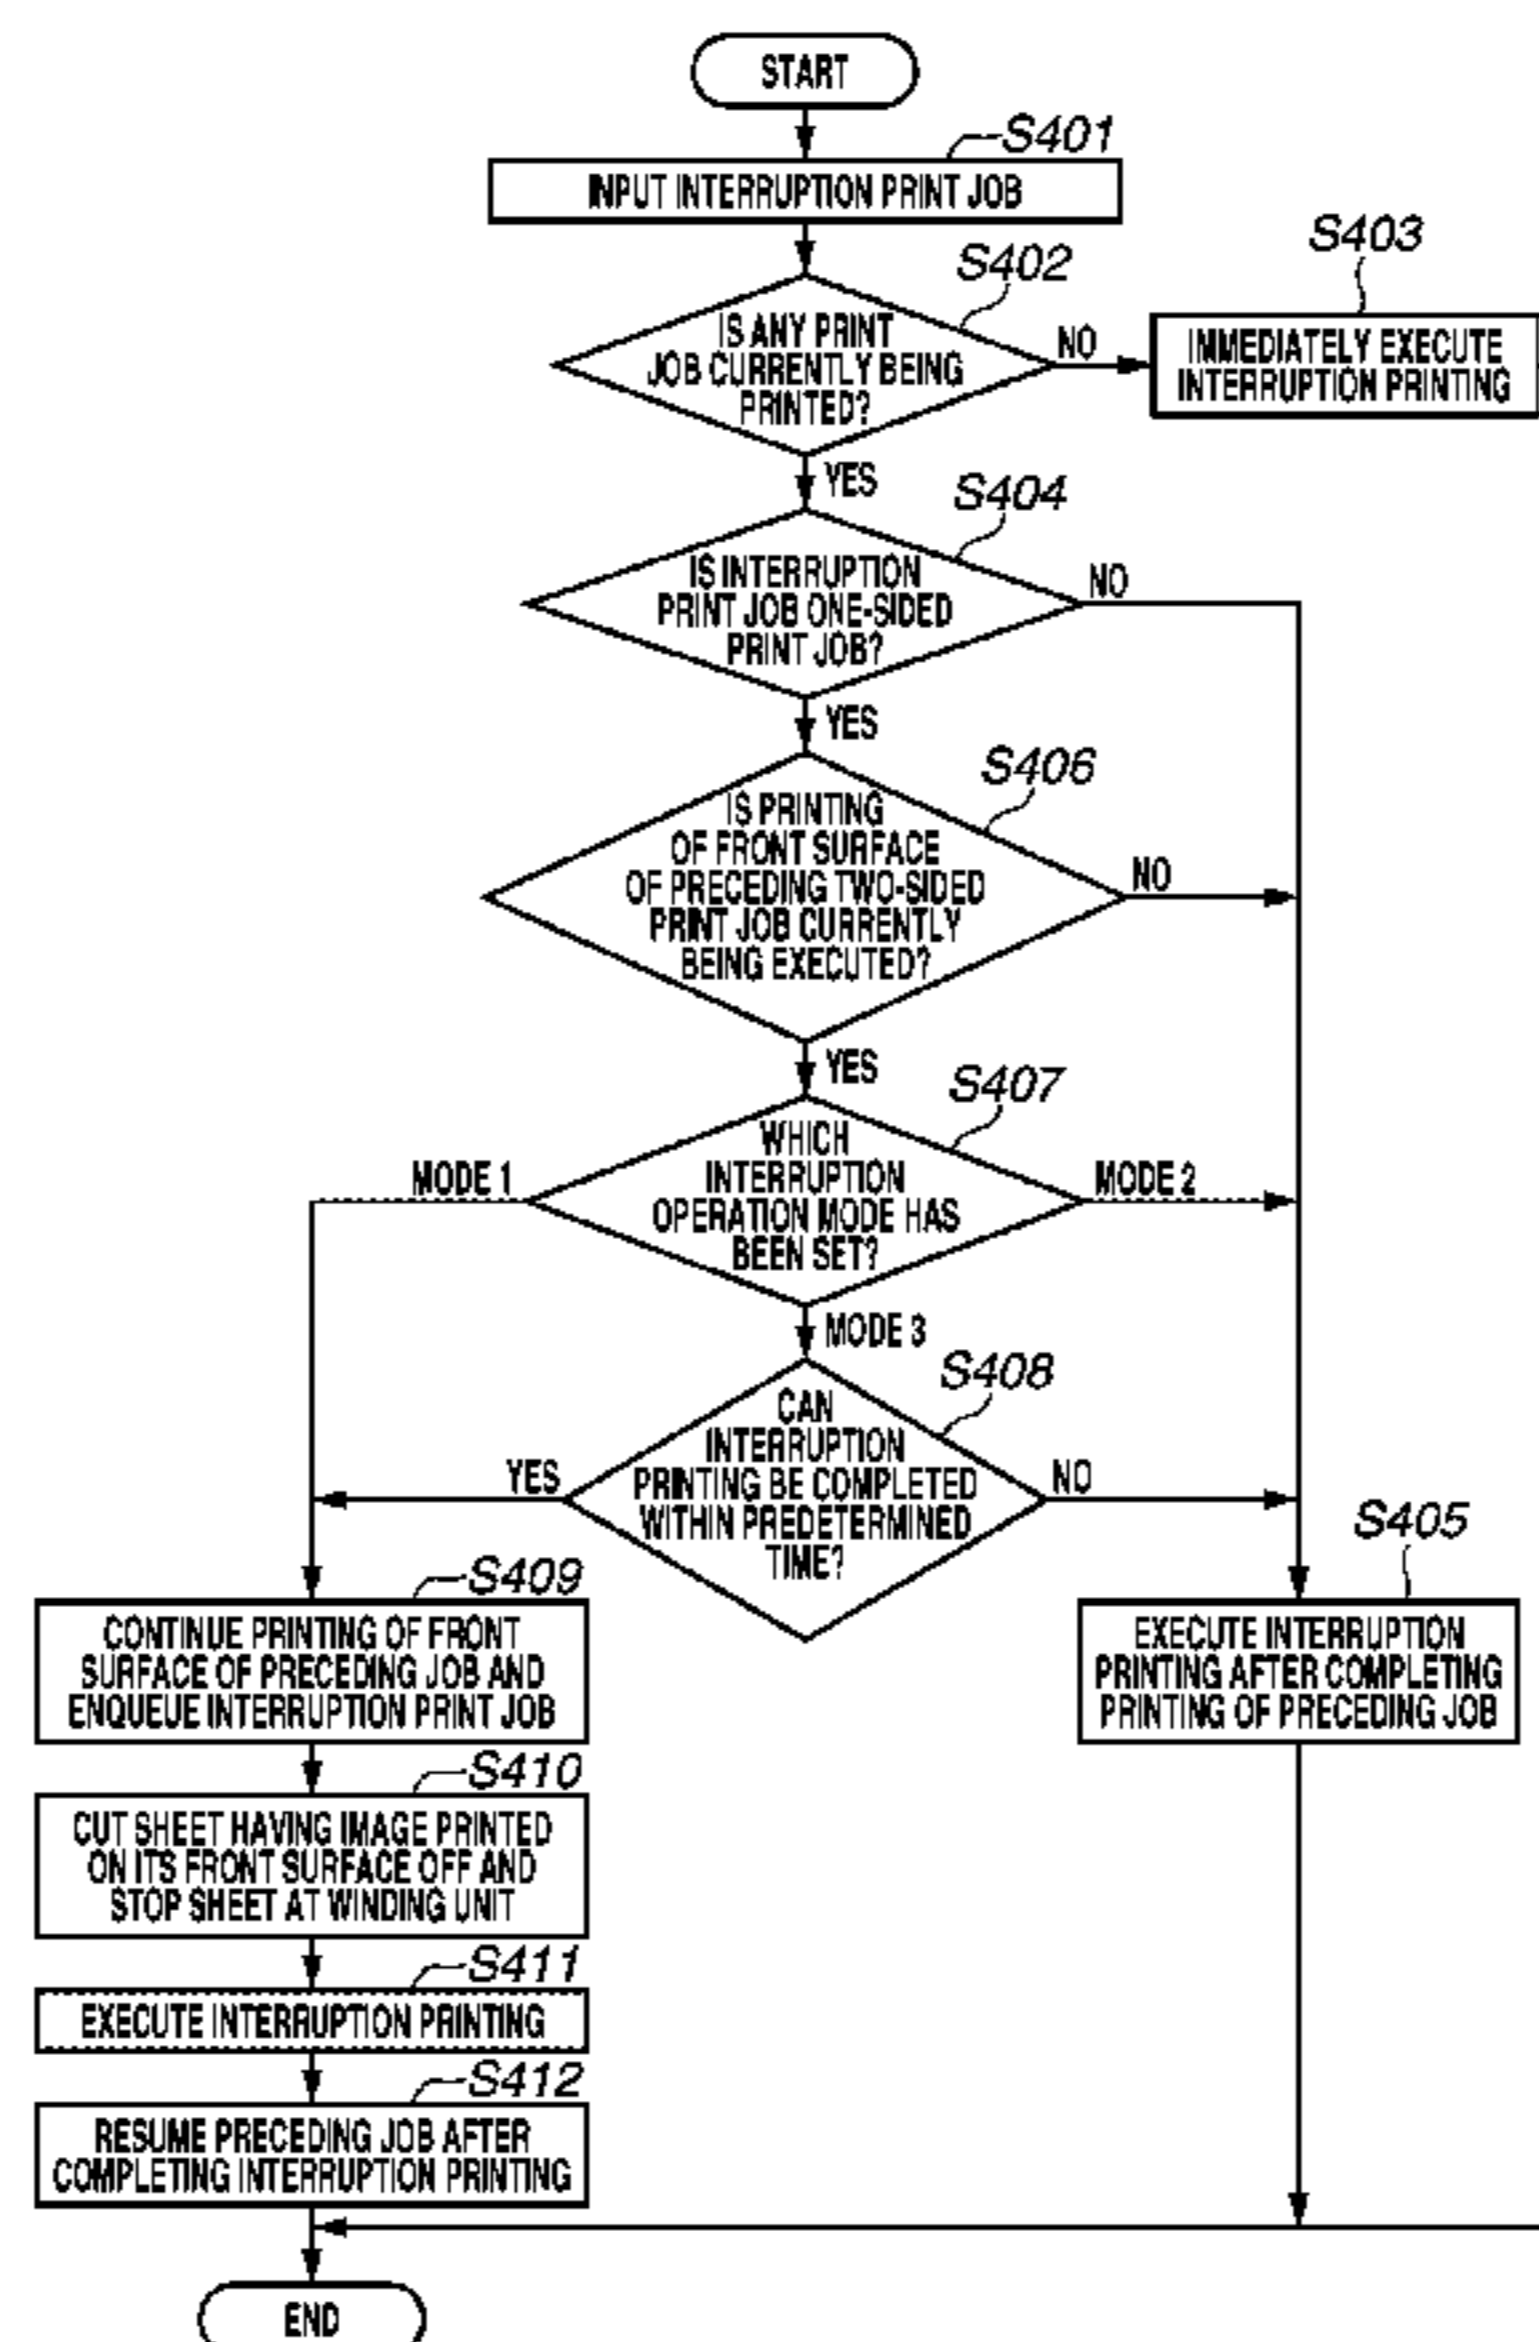 START
S401
INPUT INTERRUPTION PRINT JOB
S402
IS ANY PRINT
JOB CURRENTLY BEING
PRINTED?
NO
S403
IMMEDIATELY EXECUTE
INTERRUPTION PRINTING
YES
S404
IS INTERRUPTION
PRINT JOB ONE-SIDED
PRINT JOB?
NO
YES
S406
IS PRINTING
OF FRONT SURFACE
OF PRECEDING TWO-SIDED
PRINT JOB CURRENTLY
BEING EXECUTED?
NO
YES
S407
WHICH
INTERRUPTION
OPERATION MODE HAS
BEEN SET?
MODE 1
MODE 2
MODE 3
S408
CAN
INTERRUPTION
PRINTING BE COMPLETED
WITHIN PREDETERMINED
TIME?
YES
NO
S405
EXECUTE INTERRUPTION
PRINTING AFTER COMPLETING
PRINTING OF PRECEDING JOB
S409
CONTINUE PRINTING OF FRONT
SURFACE OF PRECEDING JOB AND
ENQUEUE INTERRUPTION PRINT JOB
S410
CUT SHEET HAVING IMAGE PRINTED
ON ITS FRONT SURFACE OFF AND
STOP SHEET AT WINDING UNIT
S411
EXECUTE INTERRUPTION PRINTING
S412
RESUME PRECEDING JOB AFTER
COMPLETING INTERRUPTION PRINTING
END